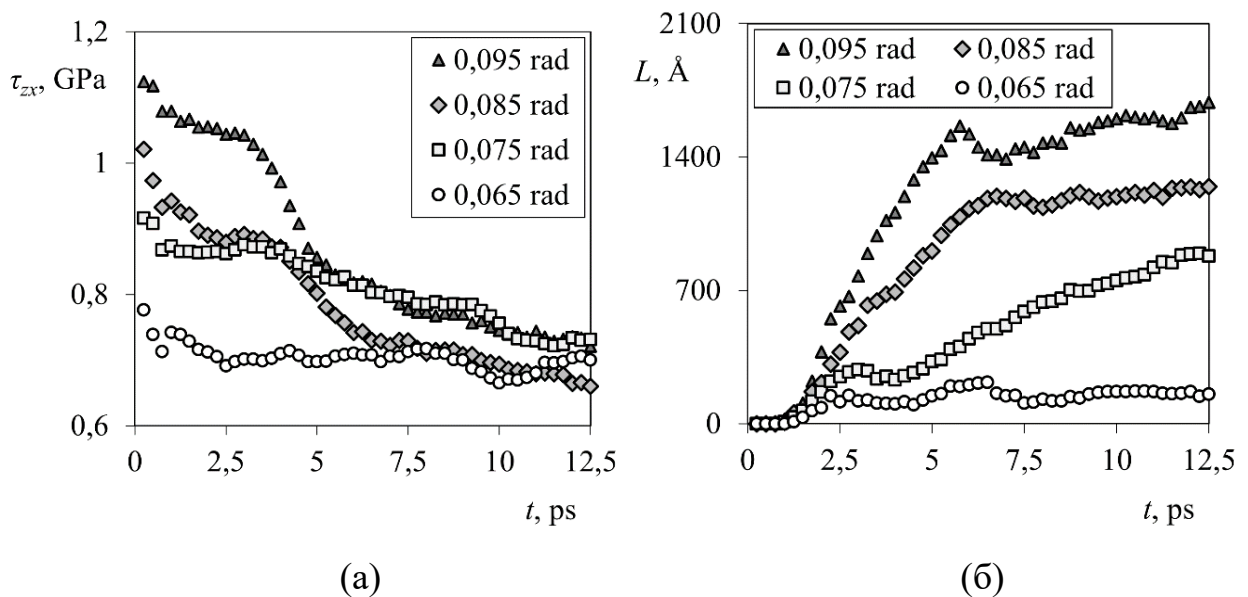 1,2
τzx, GPa
0,095 rad
0,085 rad
0,075 rad
0,065 rad
1
0,8
0,6
0
2,5
5
7,5
10
12,5
t, ps
(а)
2100
L, Å
0,095 rad
0,085 rad
0,075 rad
0,065 rad
1400
700
0
0
2,5
5
7,5
10
12,5
t, ps
(б)